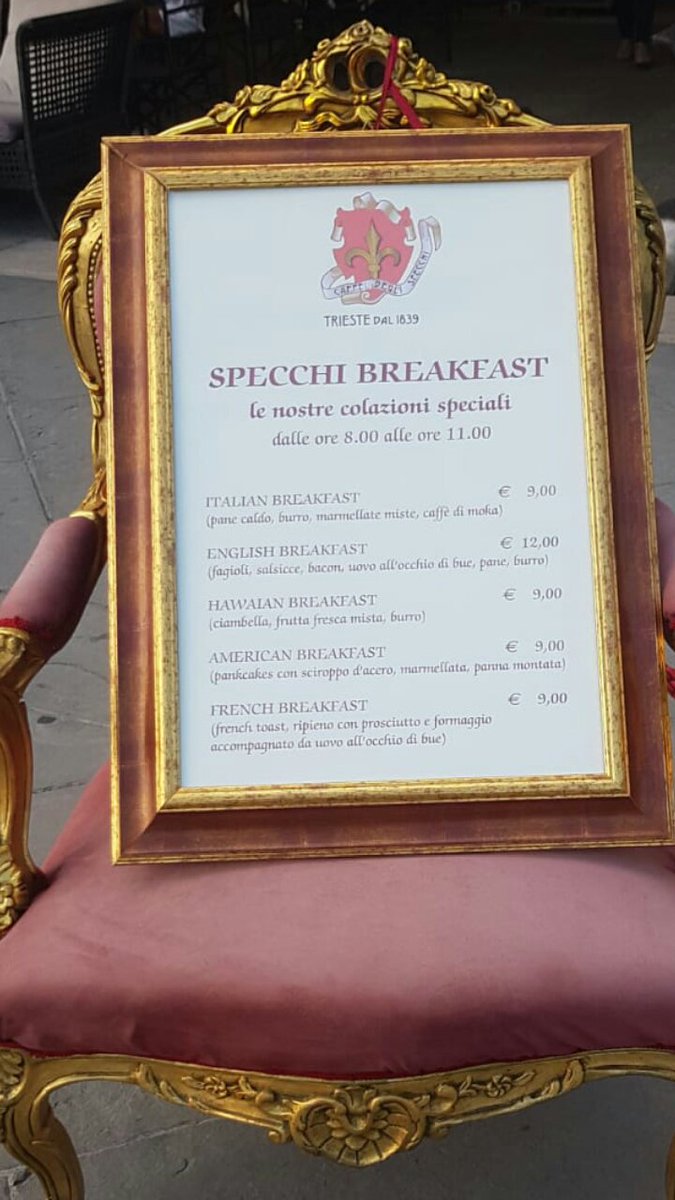 CAFFÈ DEGLI SPECCHI
TRIESTE DAL 1839
SPECCHI BREAKFAST
le nostre colazioni speciali
dalle ore 8.00 alle ore 11.00
ITALIAN BREAKFAST € 9,00
(pane caldo, burro, marmellate miste, caffè di moka)
ENGLISH BREAKFAST € 12,00
(fagioli, salsicce, bacon, uovo all'occhio di bue, pane, burro)
HAWAIAN BREAKFAST € 9,00
(ciambella, frutta fresca mista, burro)
AMERICAN BREAKFAST € 9,00
(pankcakes con sciroppo d'acero, marmellata, panna montata)
FRENCH BREAKFAST € 9,00
(french toast, ripieno con prosciutto e formaggio
accompagnato da uovo all'occhio di bue)